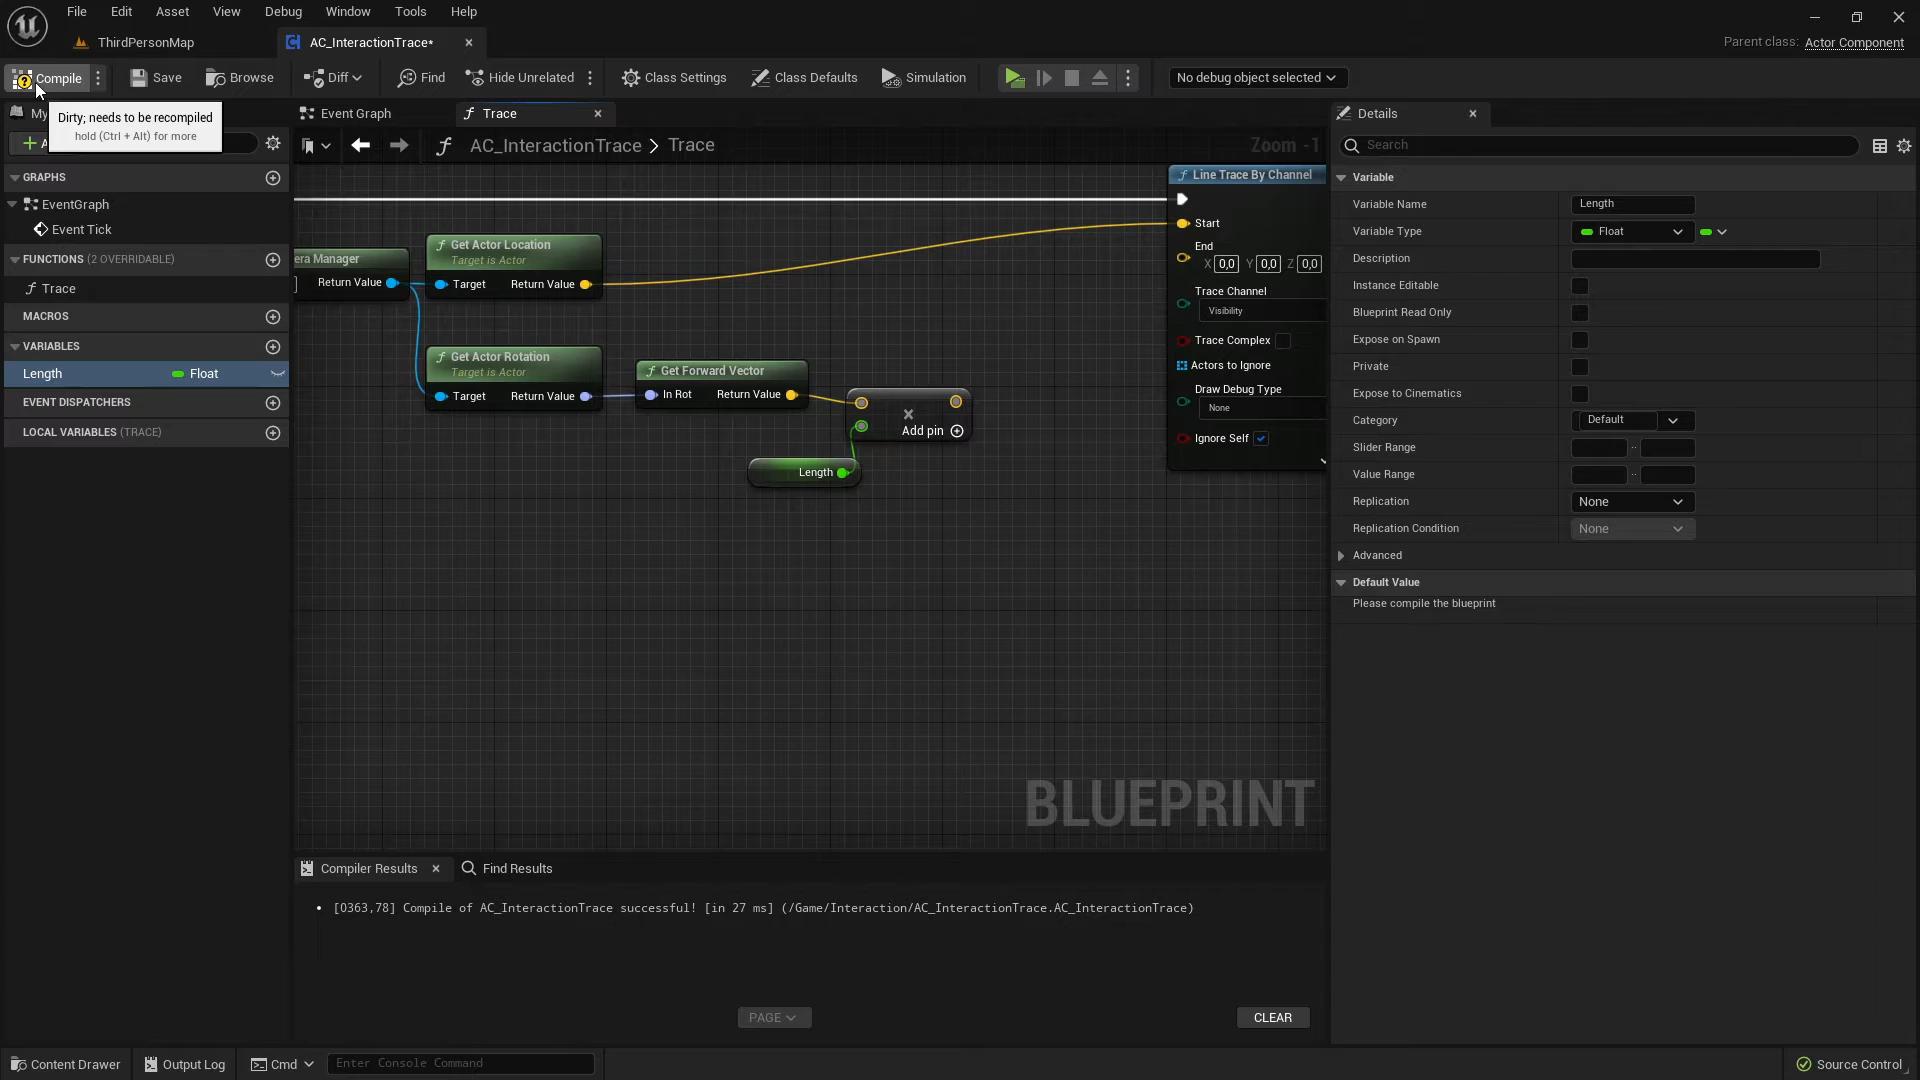 File Edit Asset View Debug Window Tools Help
ThirdPersonMap
AC_InteractionTrace*
Parent class: Actor Component
Compile
Save
Browse
Diff
Find
Hide Unrelated
Class Settings
Class Defaults
Simulation
No debug object selected
Dirty; needs to be recompiled
hold (Ctrl + Alt) for more
My
A
GRAPHS
EventGraph
Event Tick
FUNCTIONS (2 OVERRIDABLE)
Trace
MACROS
VARIABLES
Length Float
EVENT DISPATCHERS
LOCAL VARIABLES (TRACE)
Event Graph
Trace
AC_InteractionTrace > Trace
Zoom -1
era Manager
Return Value
Get Actor Location
Target is Actor
Target Return Value
Get Actor Rotation
Target is Actor
Target Return Value
Get Forward Vector
In Rot Return Value
Add pin
Length
Line Trace By Channel
Start
End
X 0,0 Y 0,0 Z 0,0
Trace Channel
Visibility
Trace Complex
Actors to Ignore
Draw Debug Type
None
Ignore Self
BLUEPRINT
Compiler Results
Find Results
[0363,78] Compile of AC_InteractionTrace successful! [in 27 ms] (/Game/Interaction/AC_InteractionTrace.AC_InteractionTrace)
PAGE
CLEAR
Details
Search
Variable
Variable Name Length
Variable Type Float
Description
Instance Editable
Blueprint Read Only
Expose on Spawn
Private
Expose to Cinematics
Category Default
Slider Range
Value Range
Replication None
Replication Condition None
Advanced
Default Value
Please compile the blueprint
Content Drawer
Output Log
Cmd
Enter Console Command
Source Control